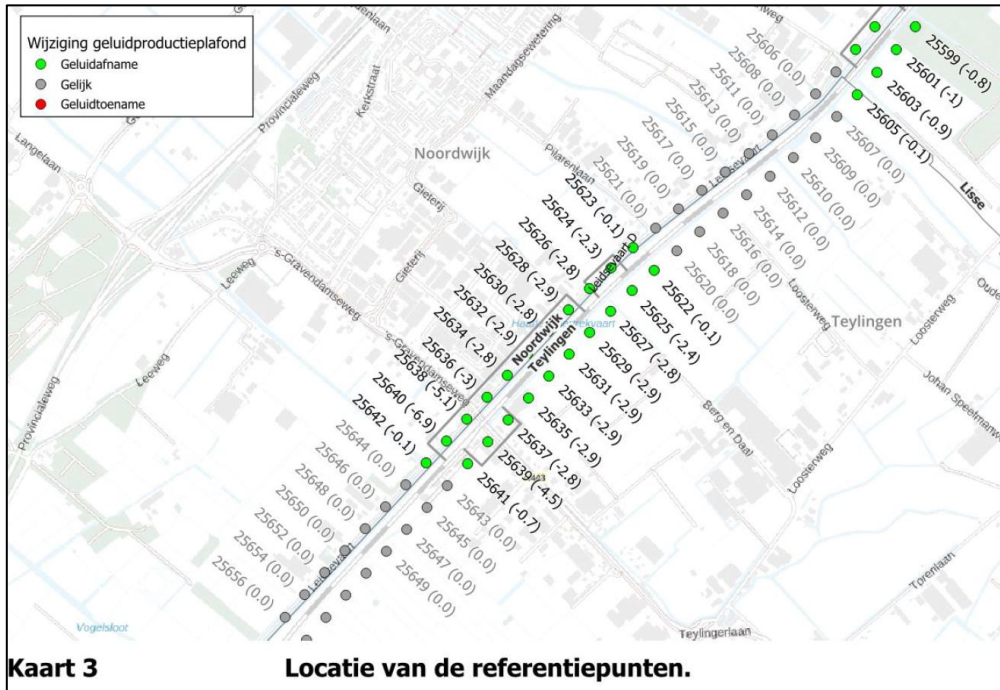 Wijziging geluidproductieplafond
Geluidafname
Gelijk
Geluidtoename
Provincialeweg
Kerkstraat
Maandagsewetering
Langelaan
Noordwijk
Pilarenlaan
Gieterij
's-Gravendamseweg
Leeweg
Gieterij
's-Gravendamseweg
Leeweg
Provincialeweg
25606 (0.0)
25608 (0.0)
25611 (0.0)
25613 (0.0)
25615 (0.0)
25617 (0.0)
25619 (0.0)
25621 (0.0)
25623 (-0.1)
25624 (-2.3)
25626 (-2.8)
25628 (-2.9)
25630 (-2.8)
25632 (-2.9)
25634 (-2.8)
25636 (-3)
25638 (-5.1)
25640 (-6.9)
25642 (-0.1)
25644 (0.0)
25646 (0.0)
25648 (0.0)
25650 (0.0)
25652 (0.0)
25654 (0.0)
25656 (0.0)
25599 (-0.8)
25601 (-1)
25603 (-0.9)
25605 (-0.1)
25607 (0.0)
25609 (0.0)
25610 (0.0)
25612 (0.0)
25614 (0.0)
25616 (0.0)
25618 (0.0)
25620 (0.0)
25622 (-0.1)
25625 (-2.4)
25627 (-2.8)
25629 (-2.9)
25631 (-2.9)
25633 (-2.9)
25635 (-2.9)
25637 (-2.8)
25639 (-4.5)
25641 (-0.7)
25643 (0.0)
25645 (0.0)
25647 (0.0)
25649 (0.0)
Noordwijk
Teylingen
Lisse
Loosterweg
Teylingen
Loosterweg
Berg en Daal
Loosterweg
Torenlaan
Teylingerlaan
Vogelsloot
Kaart 3
Locatie van de referentiepunten.